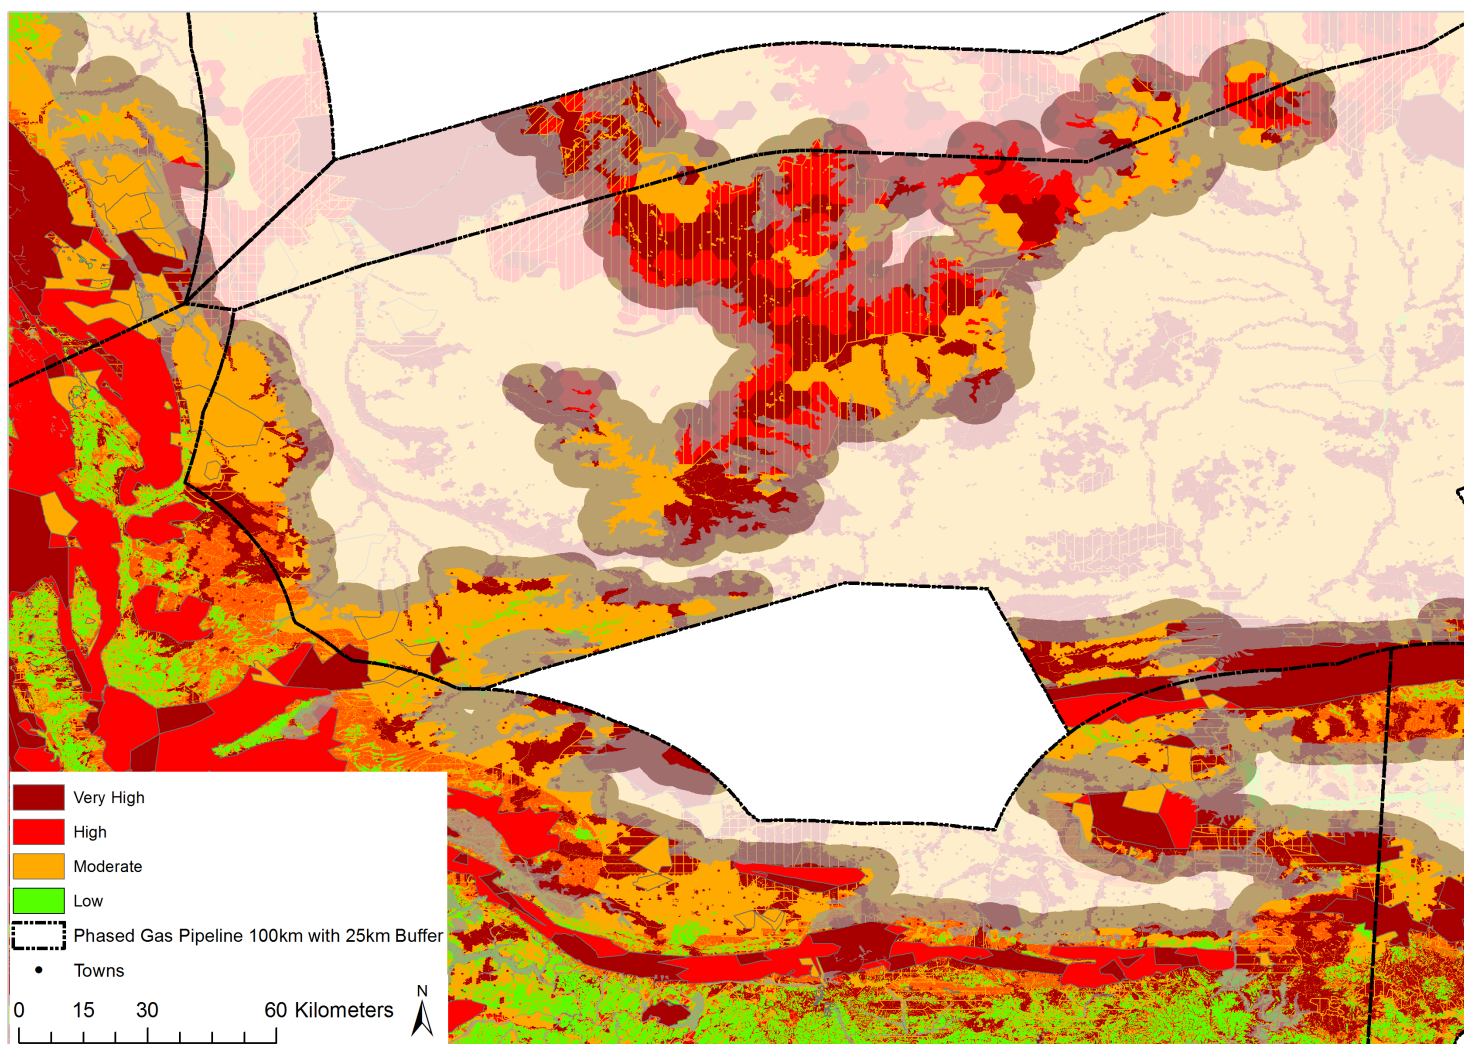 Very High
High
Moderate
Low
Phased Gas Pipeline 100km with 25km Buffer
Towns
0 15 30 60 Kilometers
N